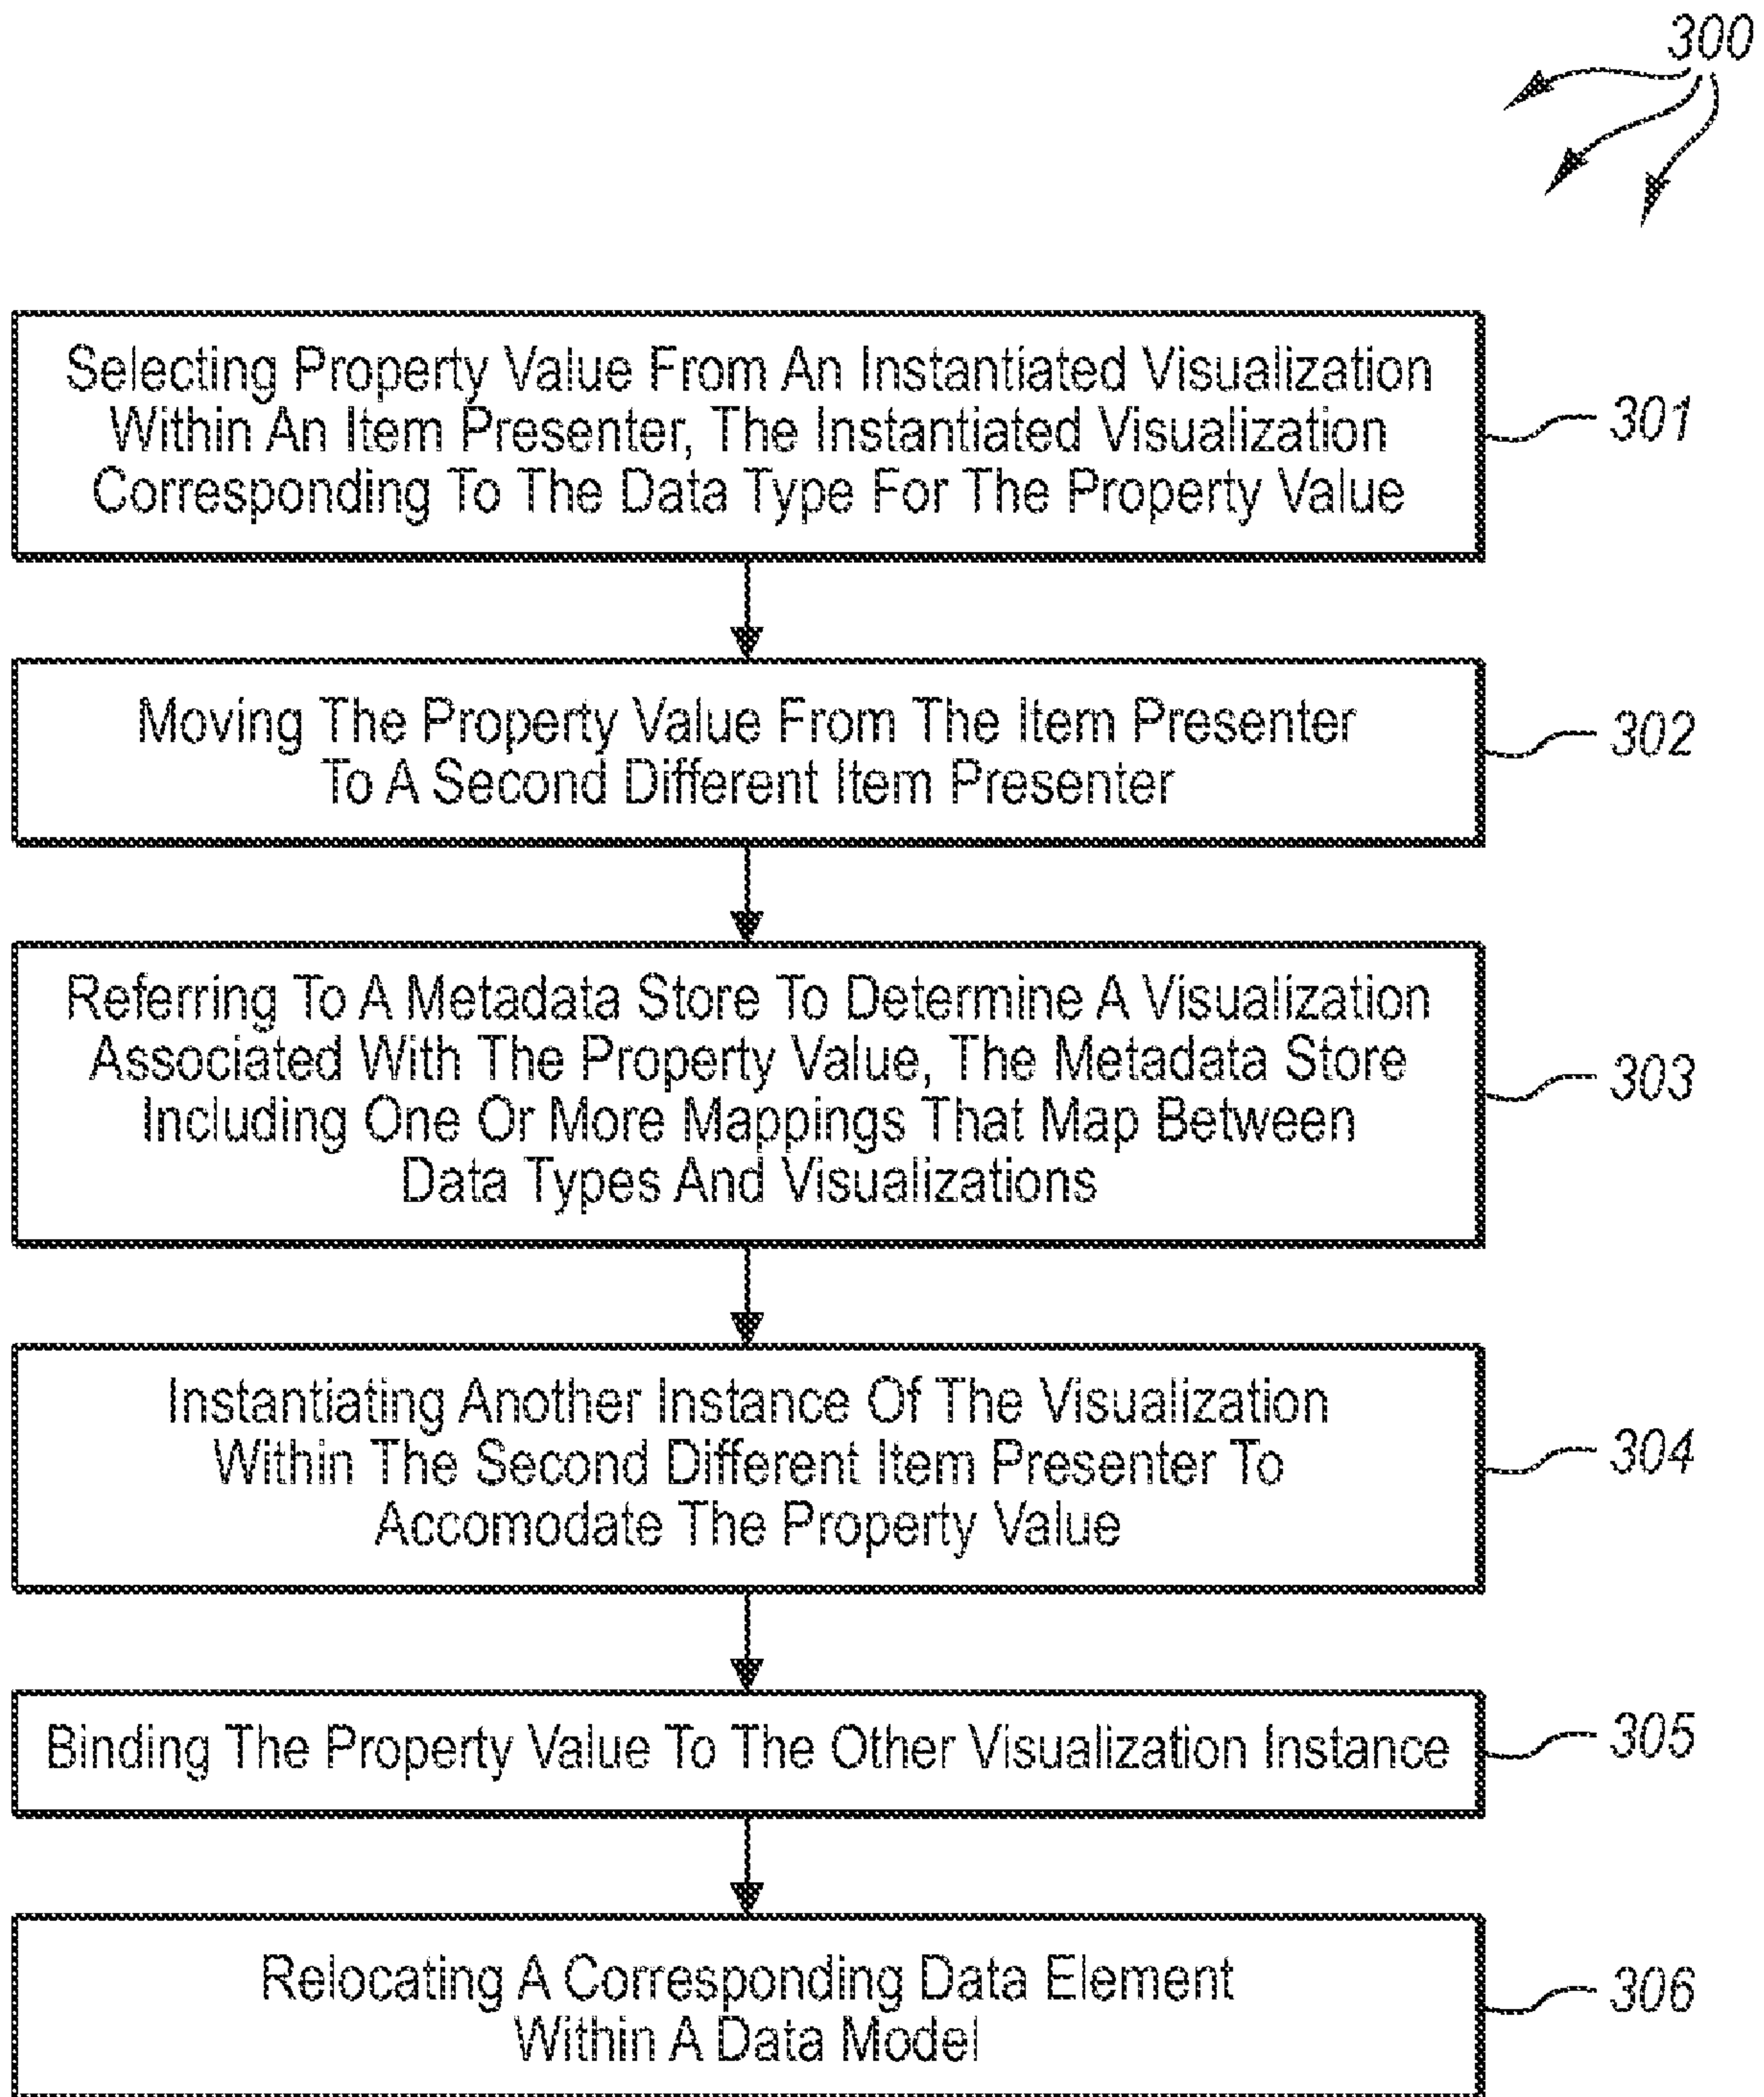 300
Selecting Property Value From An Instantiated Visualization
Within An Item Presenter, The Instantiated Visualization
Corresponding To The Data Type For The Property Value
301
Moving The Property Value From The Item Presenter
To A Second Different Item Presenter
302
Referring To A Metadata Store To Determine A Visualization
Associated With The Property Value, The Metadata Store
Including One Or More Mappings That Map Between
Data Types And Visualizations
303
Instantiating Another Instance Of The Visualization
Within The Second Different Item Presenter To
Accomodate The Property Value
304
Binding The Property Value To The Other Visualization Instance
305
Relocating A Corresponding Data Element
Within A Data Model
306